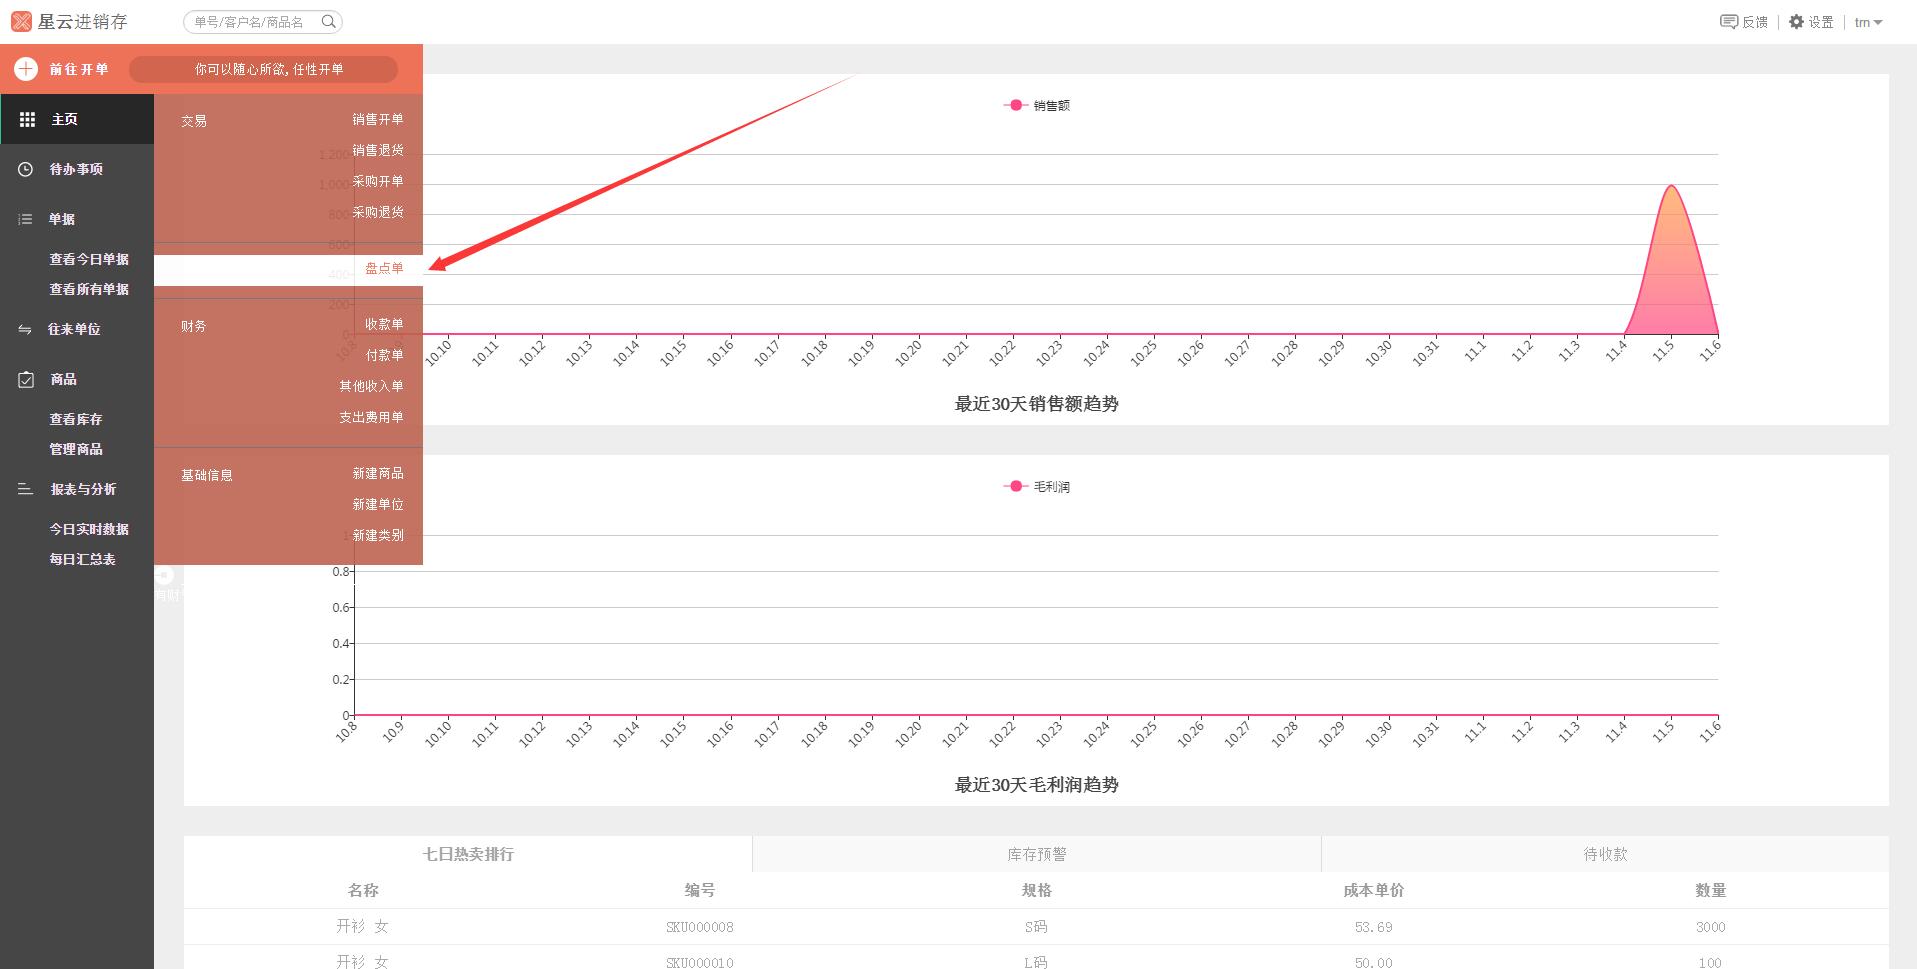 星云进销存
单号/客户名/商品名
反馈
设置
trn
前往开单
你可以随心所欲,任性开单
主页
待办事项
单据
查看今日单据
查看所有单据
往来单位
商品
查看库存
管理商品
报表与分析
今日实时数据
每日汇总表
交易
销售开单
销售退货
采购开单
采购退货
盘点单
财务
收款单
付款单
其他收入单
支出费用单
基础信息
新建商品
新建单位
新建类别
销售额
1,200
1,000
800
600
400
200
0
10.8
10.10 10.11 10.12 10.13 10.14 10.15 10.16 10.17 10.18 10.19 10.20 10.21 10.22 10.23 10.24 10.25 10.26 10.27 10.28 10.29 10.30 10.31 11.1 11.2 11.3 11.4 11.5 11.6
最近30天销售额趋势
毛利润
1
0.8
0.6
0.4
0.2
0
10.8 10.9 10.10 10.11 10.12 10.13 10.14 10.15 10.16 10.17 10.18 10.19 10.20 10.21 10.22 10.23 10.24 10.25 10.26 10.27 10.28 10.29 10.30 10.31 11.1 11.2 11.3 11.4 11.5 11.6
最近30天毛利润趋势
有财
七日热卖排行 库存预警 待收款
名称 编号 规格 成本单价 数量
开衫 女 SKU000008 S码 53.69 3000
开衫 女 SKU000010 L码 50.00 100